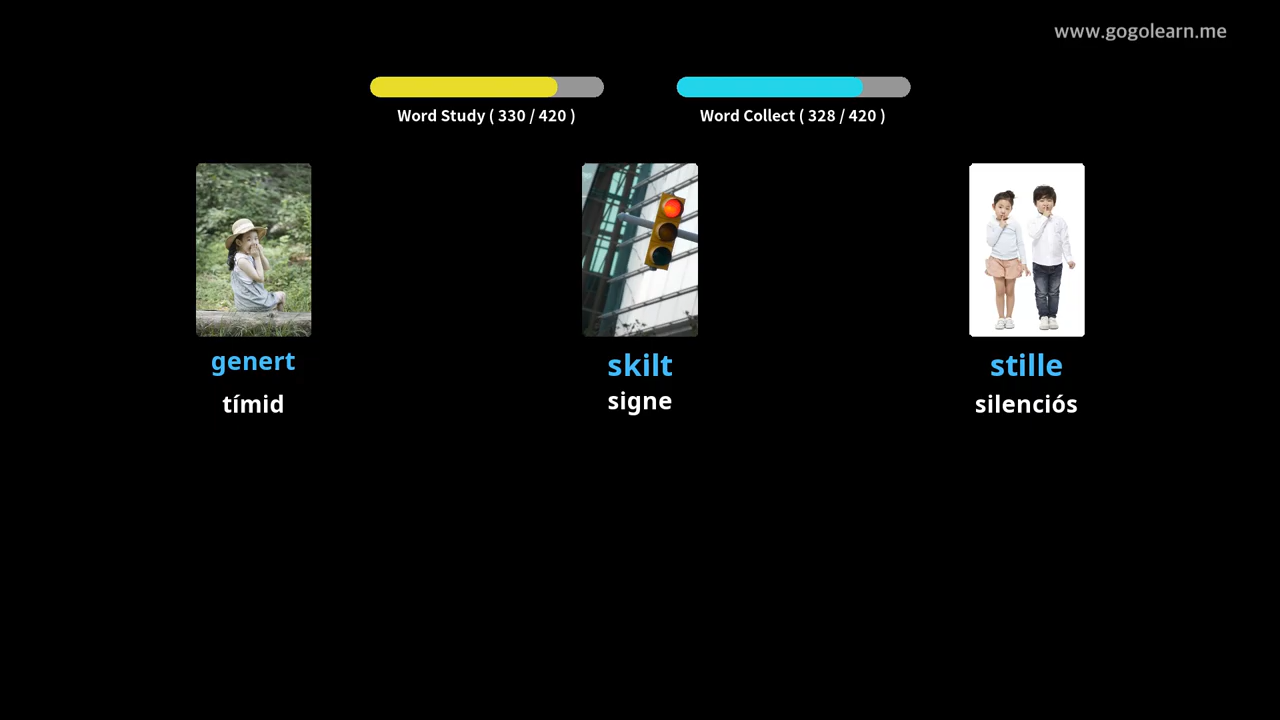 www.gogolearn.me
Word Study ( 330 / 420 )
Word Collect ( 328 / 420 )
genert
tímid
skilt
signe
stille
silenciós